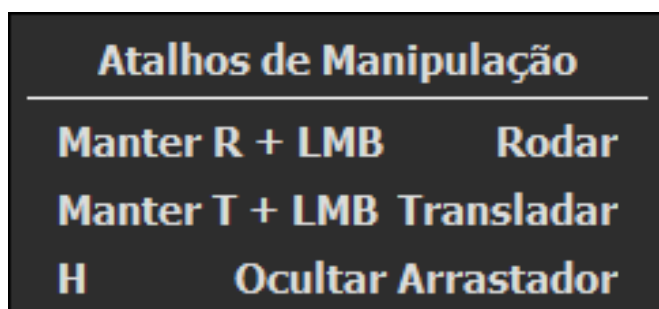 Atalhos de Manipulação
Manter R + LMB Rodar
Manter T + LMB Transladar
H Ocultar Arrastador